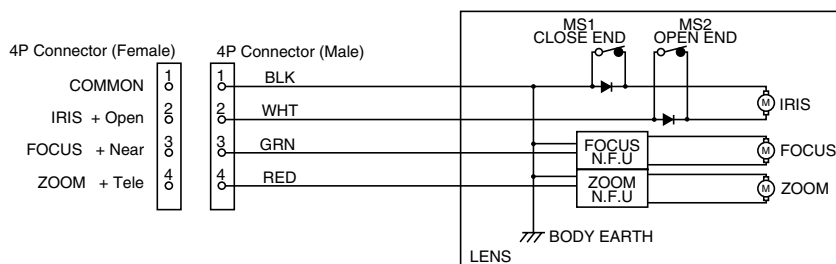 MS1
CLOSE END
MS2
OPEN END
4P Connector (Female)
4P Connector (Male)
COMMON 1 1 BLK
IRIS + Open 2 2 WHT
M IRIS
FOCUS + Near 3 3 GRN
FOCUS
N.F.U
M FOCUS
ZOOM + Tele 4 4 RED
ZOOM
N.F.U
M ZOOM
BODY EARTH
LENS